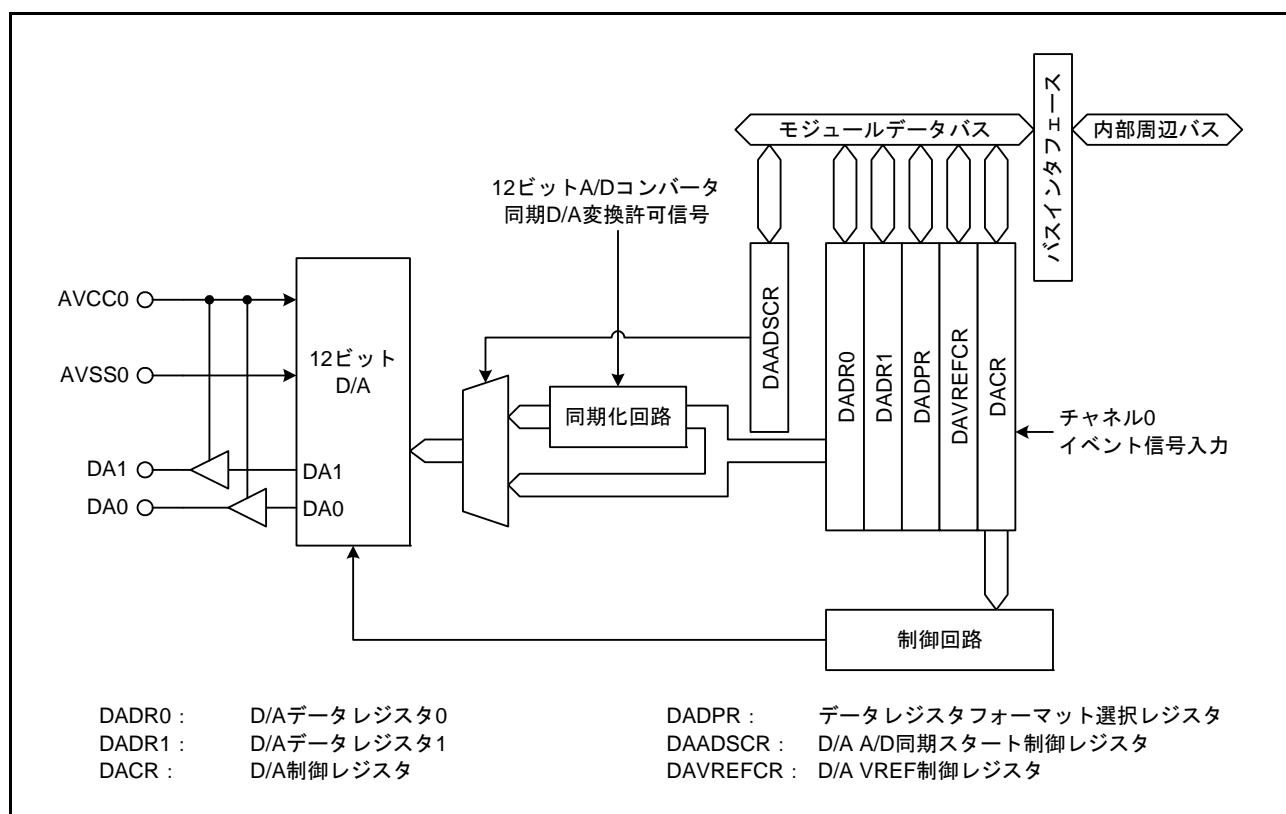 バスインタフェース
モジュールデータバス
内部周辺バス
12ビットA/Dコンバータ
同期D/A変換許可信号
AVCC0
AVSS0
12ビット
D/A
DAADSCR
DADR0
DADR1
DADPR
DAVREFCR
DACR
同期化回路
チャネル0
イベント信号入力
DA1
DA1
DA0
DA0
制御回路
DADR0: D/Aデータレジスタ0
DADR1: D/Aデータレジスタ1
DACR: D/A制御レジスタ
DADPR: データレジスタフォーマット選択レジスタ
DAADSCR: D/A A/D同期スタート制御レジスタ
DAVREFCR: D/A VREF制御レジスタ